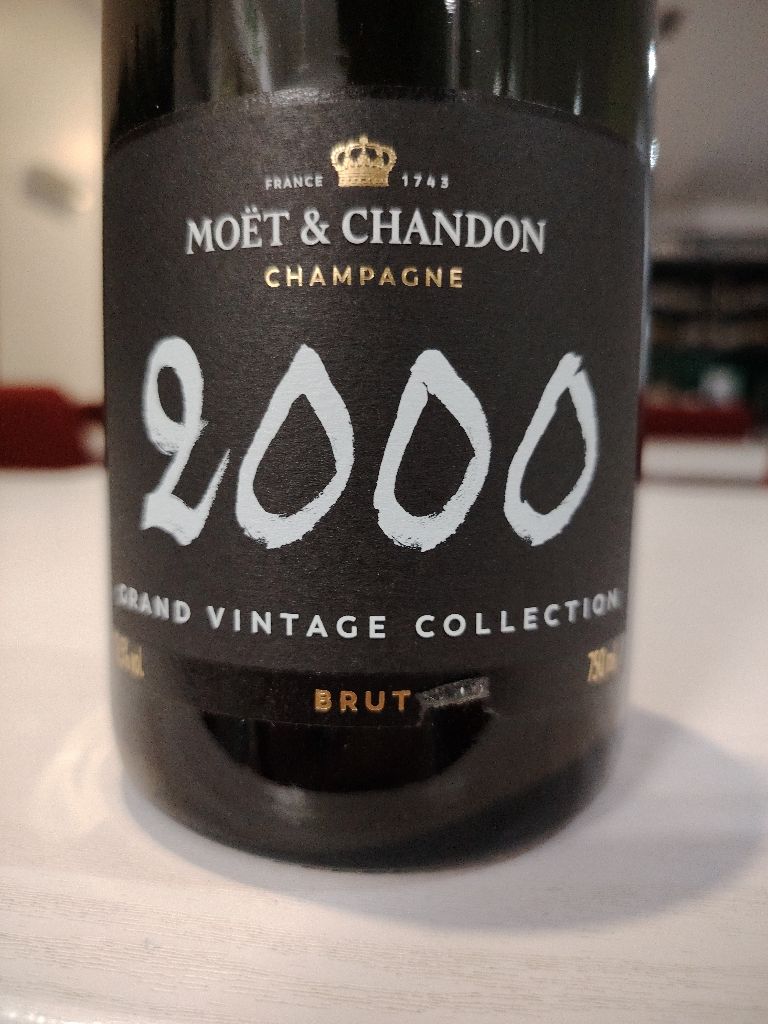 FRANCE 1743
MOËT & CHANDON
CHAMPAGNE
2000
GRAND VINTAGE COLLECTION
BRUT